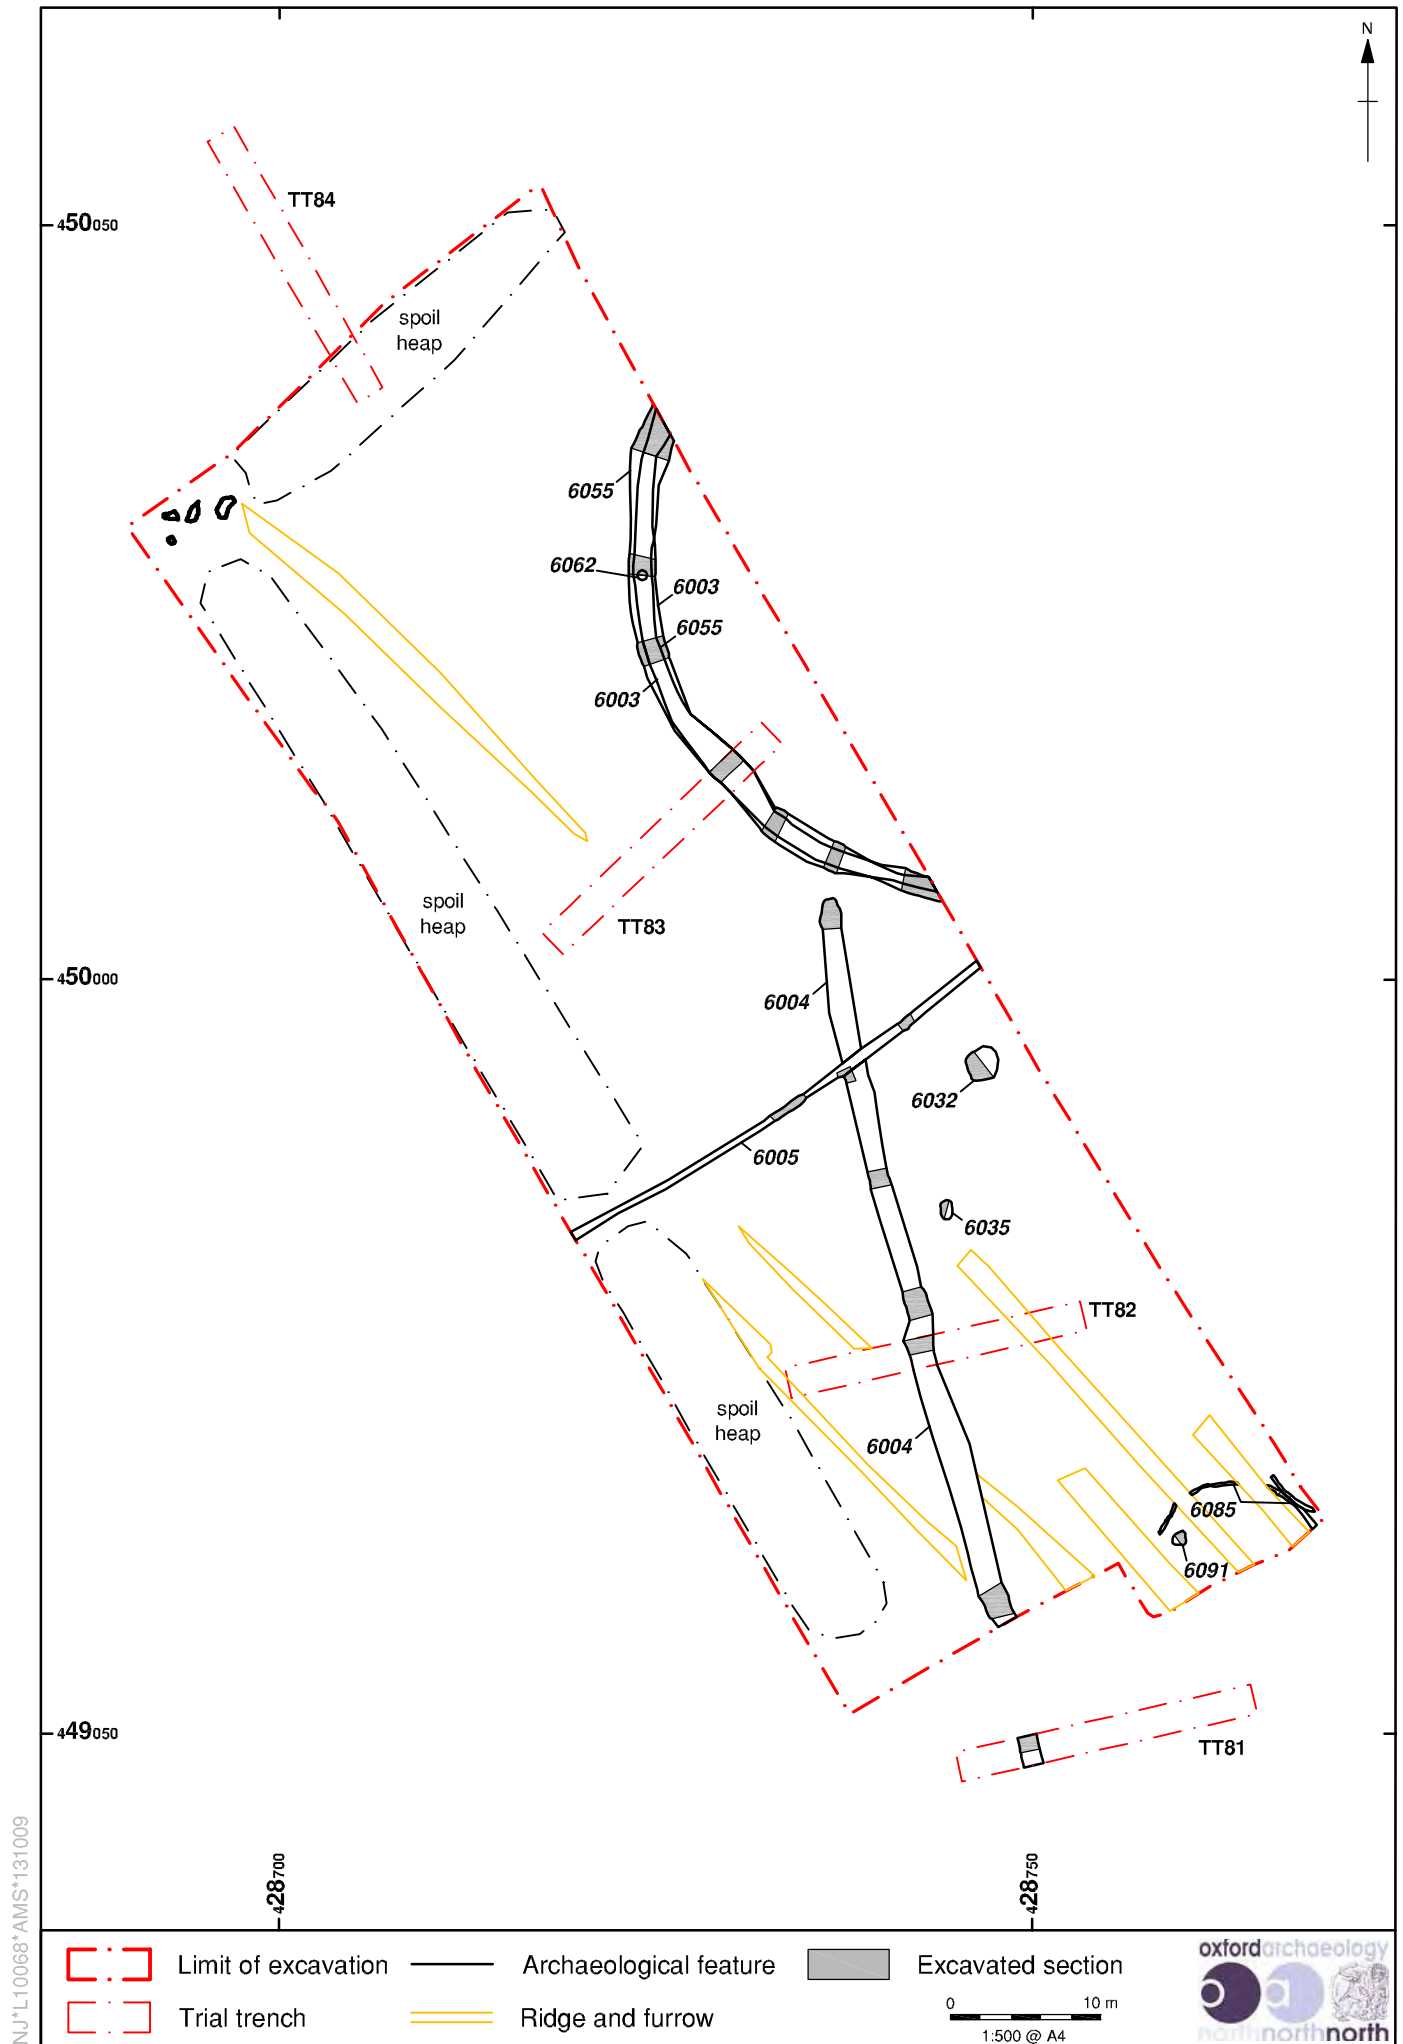 N
TT84
450050
spoil
heap
6055
6062
6003
6055
6003
spoil
heap
TT83
450000
6004
6032
6005
6035
TT82
spoil
heap
6004
6085
6091
449050
TT81
428700
428750
NJ*L10068*AMS*131009
Limit of excavation
Archaeological feature
Excavated section
Trial trench
Ridge and furrow
0 10 m
1:500 @ A4
oxfordarchaeology
northnorthnorth